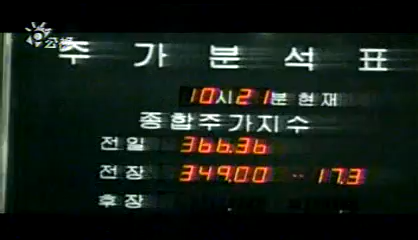 公視
주가분석표
10시21분현재
종합주가지수
전일 366.36
전장 349.00 -17.3
후장